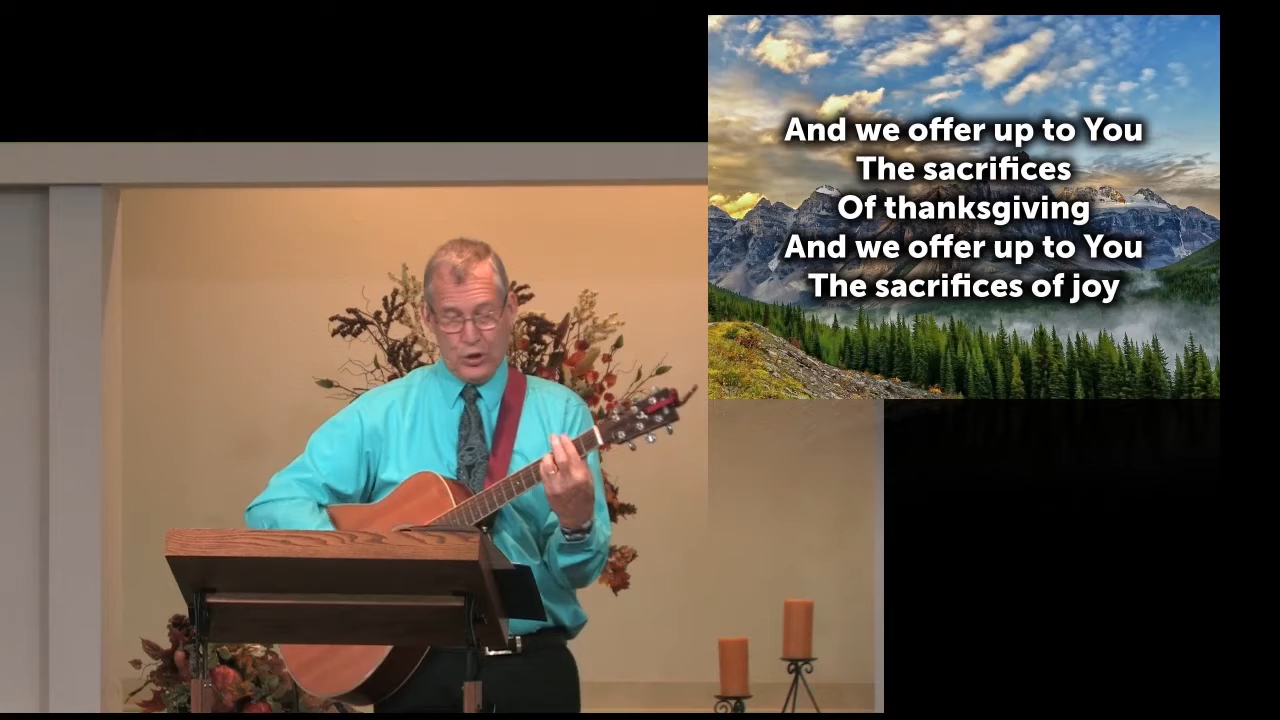 And we offer up to You
The sacrifices
Of thanksgiving
And we offer up to You
The sacrifices of joy